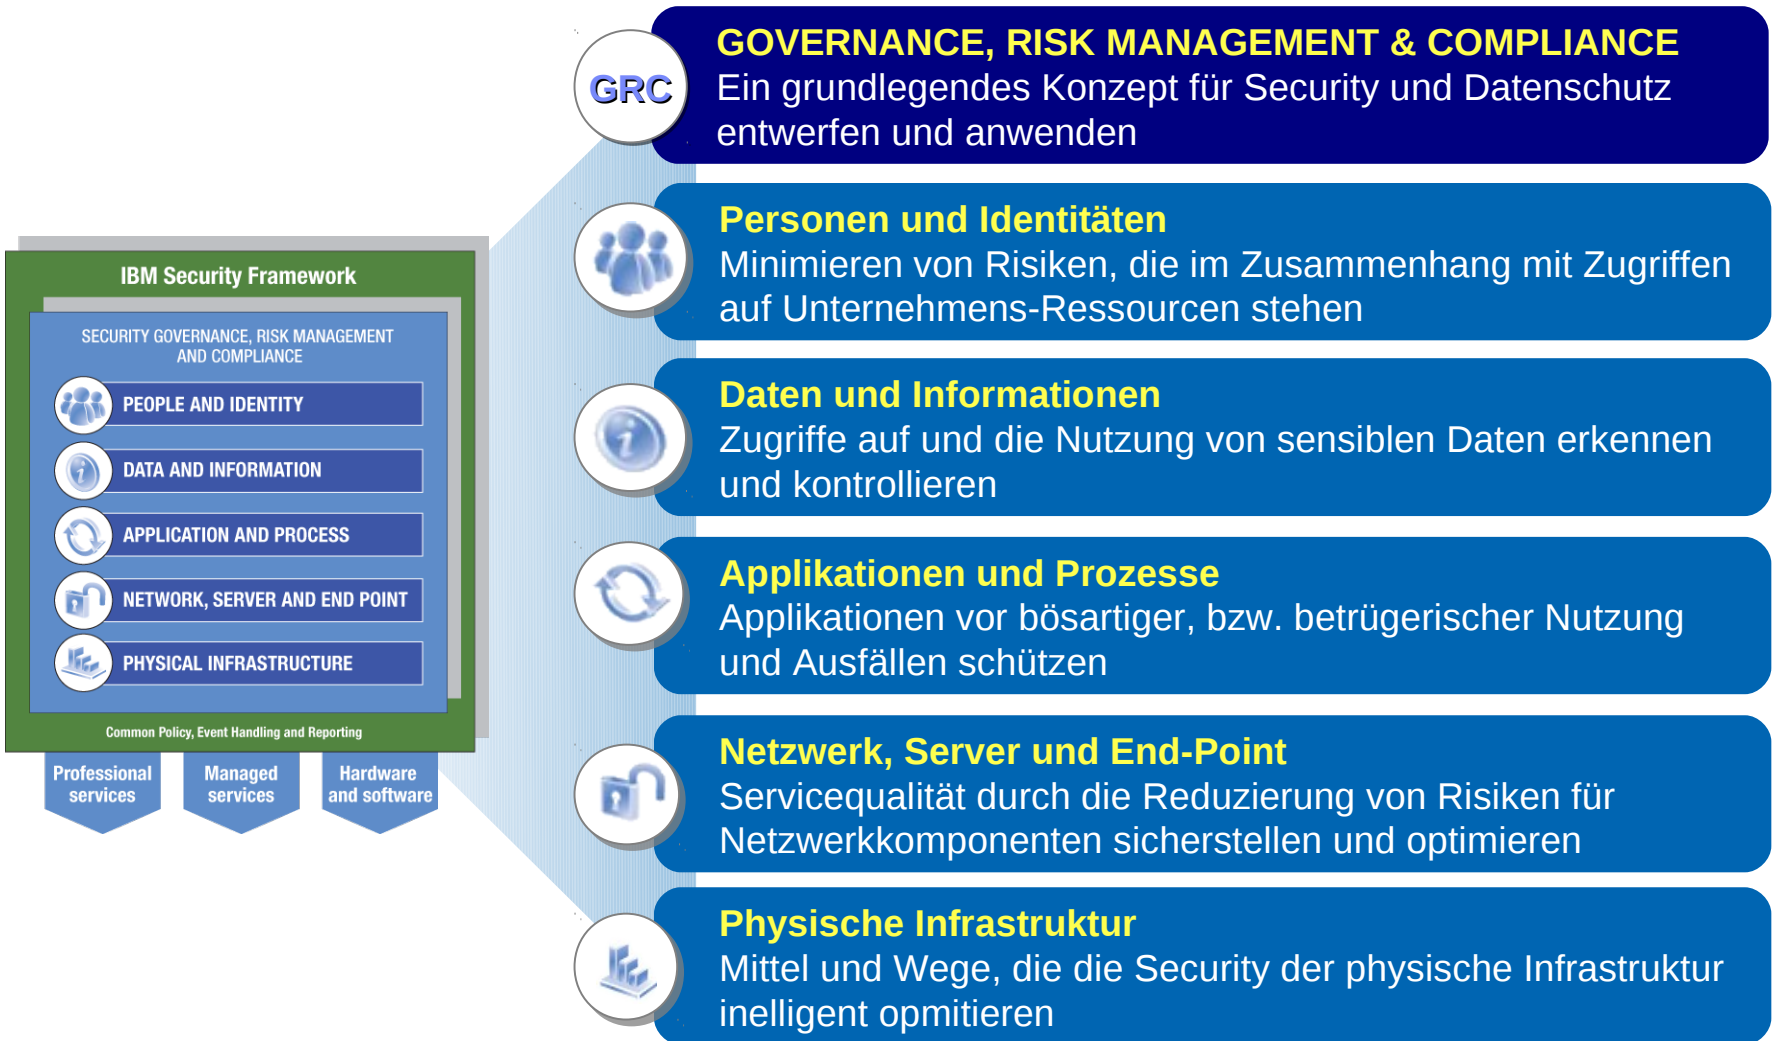 GRC
GOVERNANCE, RISK MANAGEMENT & COMPLIANCE
Ein grundlegendes Konzept für Security und Datenschutz
entwerfen und anwenden
Personen und Identitäten
Minimieren von Risiken, die im Zusammenhang mit Zugriffen
auf Unternehmens-Ressourcen stehen
Daten und Informationen
Zugriffe auf und die Nutzung von sensiblen Daten erkennen
und kontrollieren
Applikationen und Prozesse
Applikationen vor bösartiger, bzw. betrügerischer Nutzung
und Ausfällen schützen
Netzwerk, Server und End-Point
Servicequalität durch die Reduzierung von Risiken für
Netzwerkkomponenten sicherstellen und optimieren
Physische Infrastruktur
Mittel und Wege, die die Security der physische Infrastruktur
inelligent opmitieren
IBM Security Framework
SECURITY GOVERNANCE, RISK MANAGEMENT
AND COMPLIANCE
PEOPLE AND IDENTITY
DATA AND INFORMATION
APPLICATION AND PROCESS
NETWORK, SERVER AND END POINT
PHYSICAL INFRASTRUCTURE
Common Policy, Event Handling and Reporting
Professional
services
Managed
services
Hardware
and software